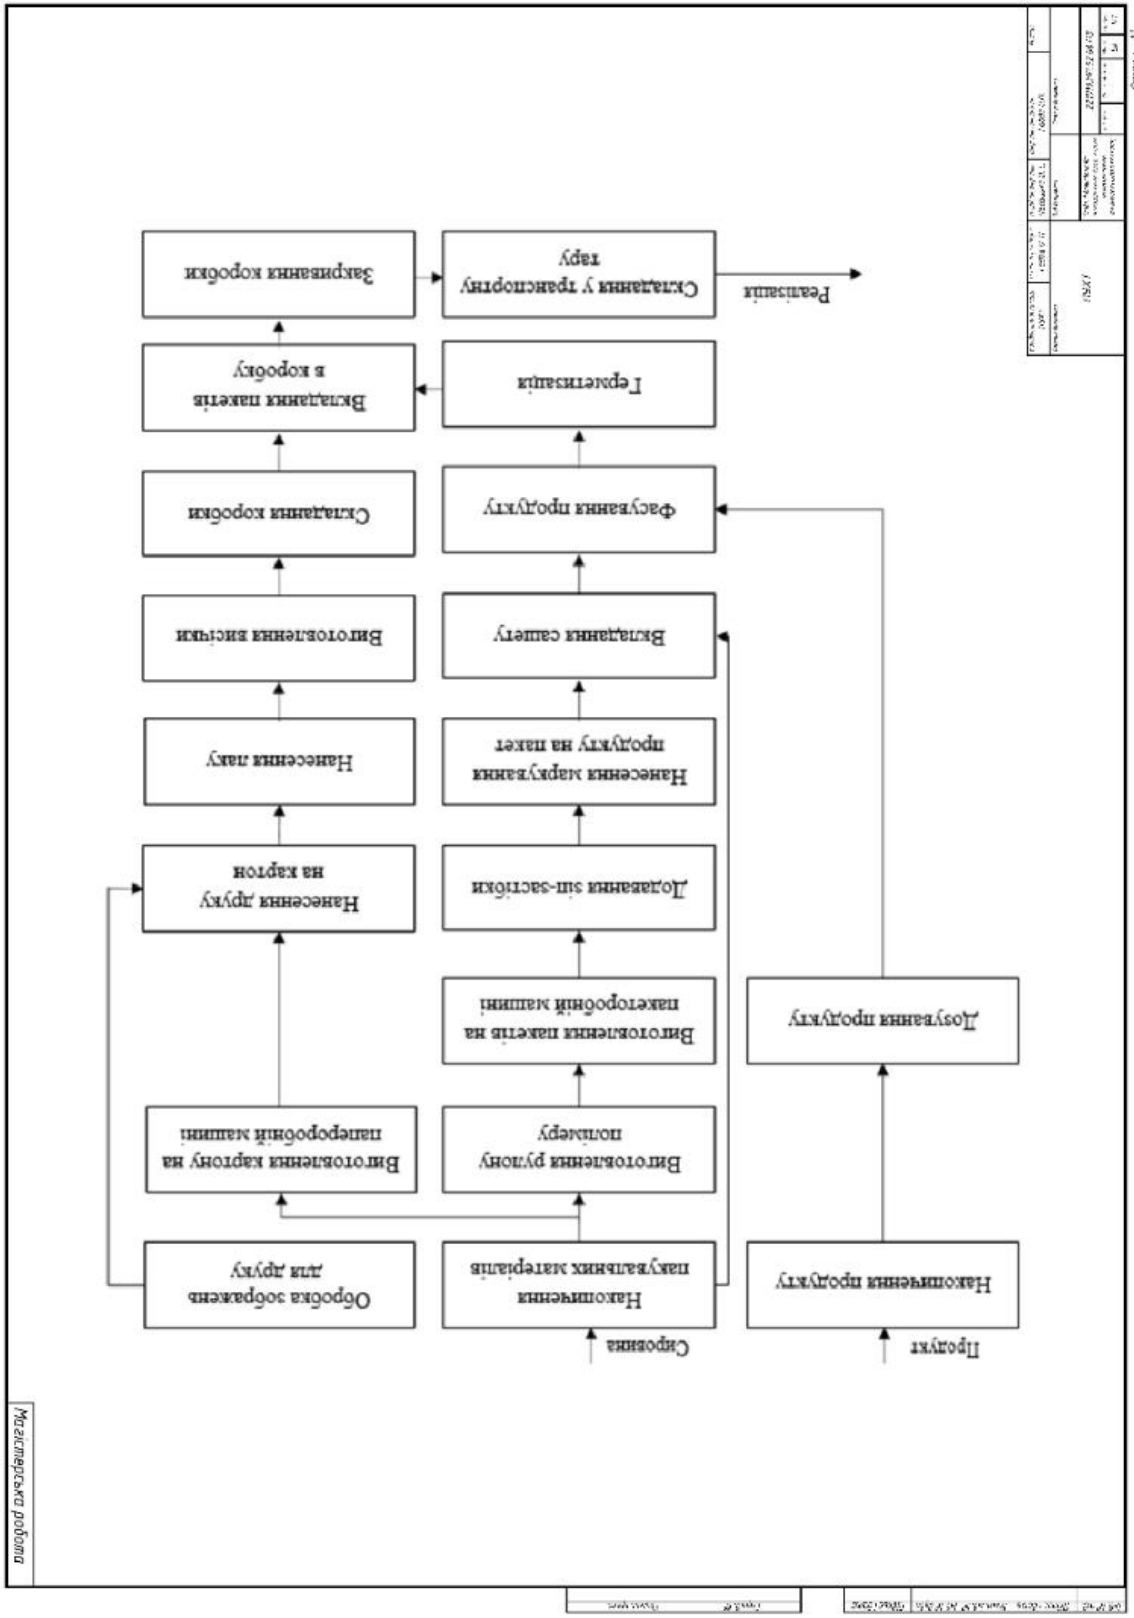 Продукт
Сировина
Накопичення продукту
Накопичення
пакувальних матеріалів
Обробка зображень
для друку
Виготовлення рулону
полімеру
Виготовлення картону на
папероробній машині
Дозування продукту
Виготовлення пакетів на
пакеторобній машині
Додавання зіп-застібки
Нанесення друку
на картон
Нанесення маркування
продукту на пакет
Нанесення лаку
Вкладання сашету
Виготовлення висічки
Фасування продукту
Складання коробки
Герметизація
Вкладання пакетів
в коробку
Реалізація
Складання у транспортну
тару
Закривання коробки
Магістерська робота